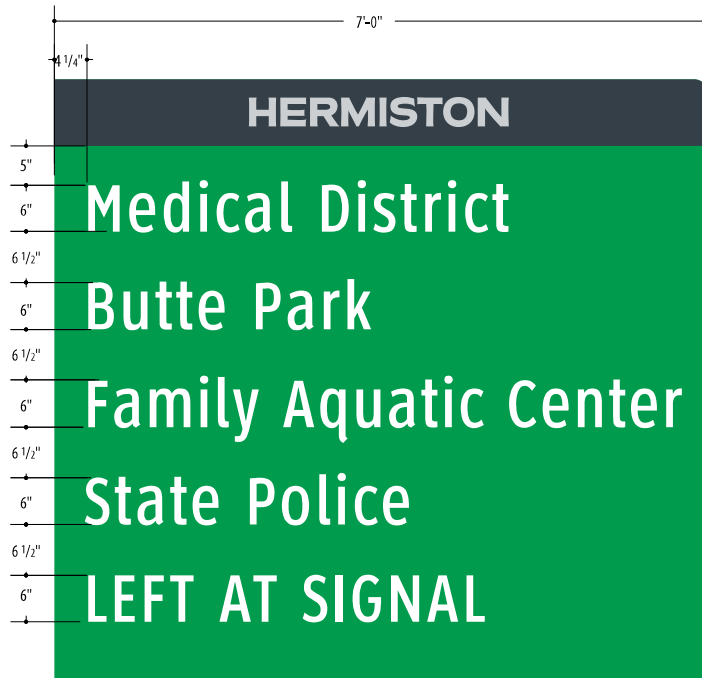 7'-0"
4 1/4"
HERMISTON
5"
6"
Medical District
6 1/2"
6"
Butte Park
6 1/2"
6"
Family Aquatic Center
6 1/2"
6"
State Police
6 1/2"
6"
LEFT AT SIGNAL